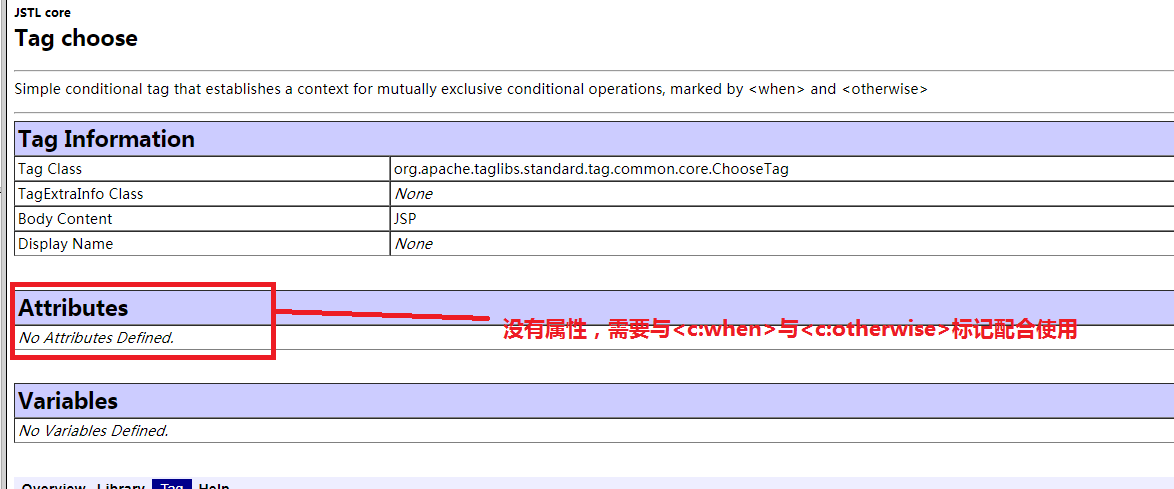 JSTL core
Tag choose
Simple conditional tag that establishes a context for mutually exclusive conditional operations, marked by <when> and <otherwise>
Tag Information
Tag Class org.apache.taglibs.standard.tag.common.core.ChooseTag
TagExtraInfo Class None
Body Content JSP
Display Name None
Attributes
没有属性，需要与<c:when>与<c:otherwise>标记配合使用
No Attributes Defined.
Variables
No Variables Defined.
Overview Library Tag Help